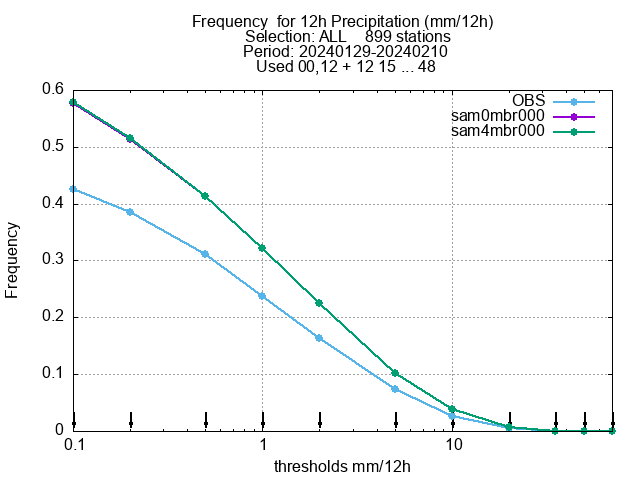 Frequency  for 12h Precipitation (mm/12h)
Selection: ALL    899 stations
Period: 20240129-20240210
Used 00,12 + 12 15 ... 48
OBS
sam0mbr000
sam4mbr000
0.6
0.5
0.4
0.3
0.2
0.1
0
Frequency
0.1
1
10
thresholds mm/12h